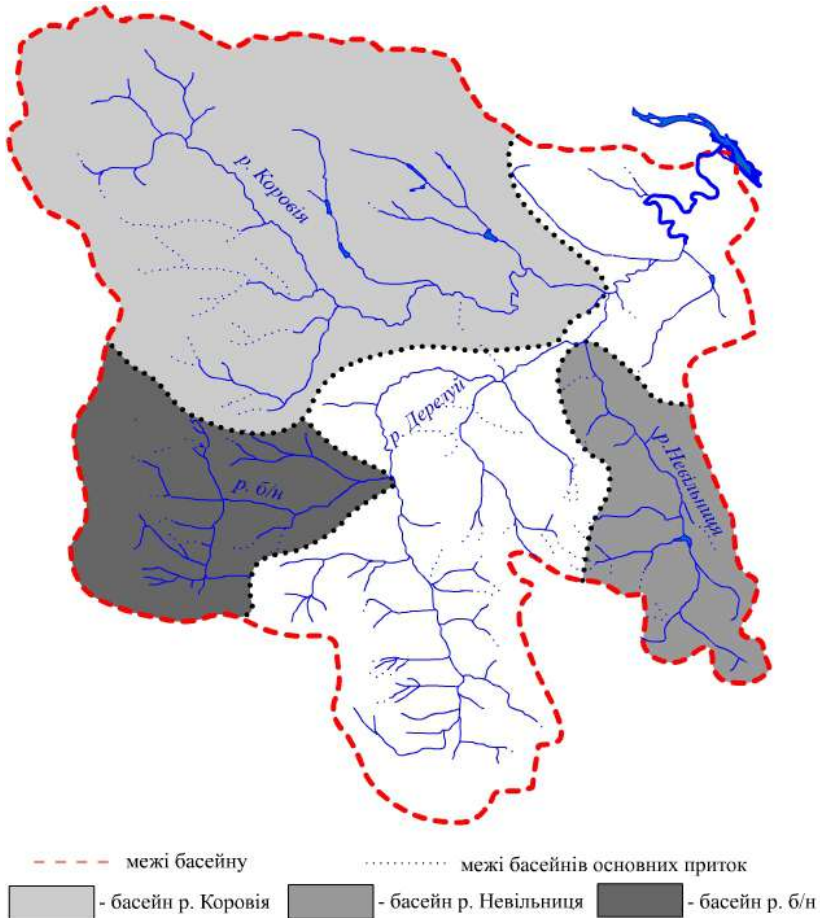 р. Коровія
р. Дерелуй
р.Невільниця
р. б/н
межі басейну
межі басейнів основних приток
- басейн р. Коровія
- басейн р. Невільниця
- басейн р. б/н